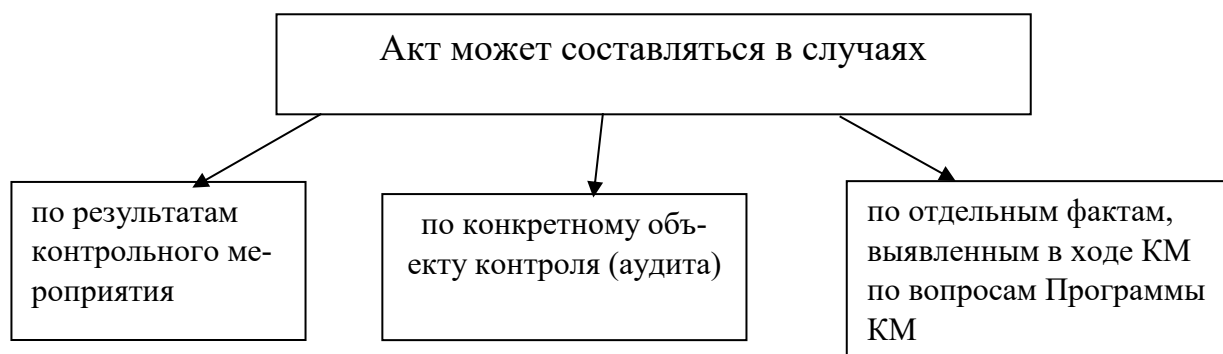 Акт может составляться в случаях
по результатам
контрольного ме-
роприятия
по конкретному объ-
екту контроля (аудита)
по отдельным фактам,
выявленным в ходе КМ
по вопросам Программы
КМ